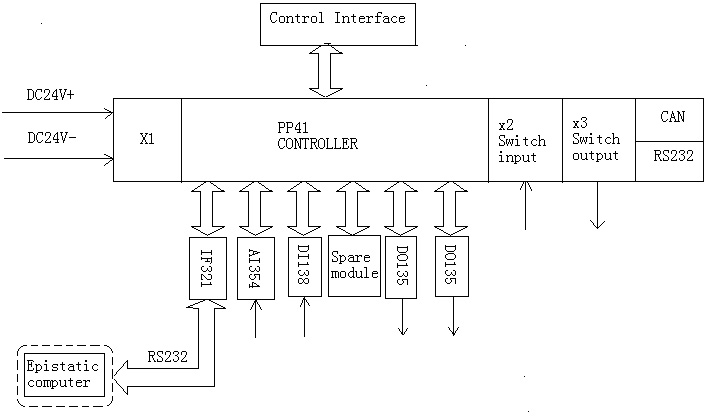 Control Interface
DC24V+
DC24V-
X1
PP41
CONTROLLER
x2
Switch
input
x3
Switch
output
CAN
RS232
IF321
AI354
DI138
Spare
module
DO135
DO135
RS232
Epistatic
computer